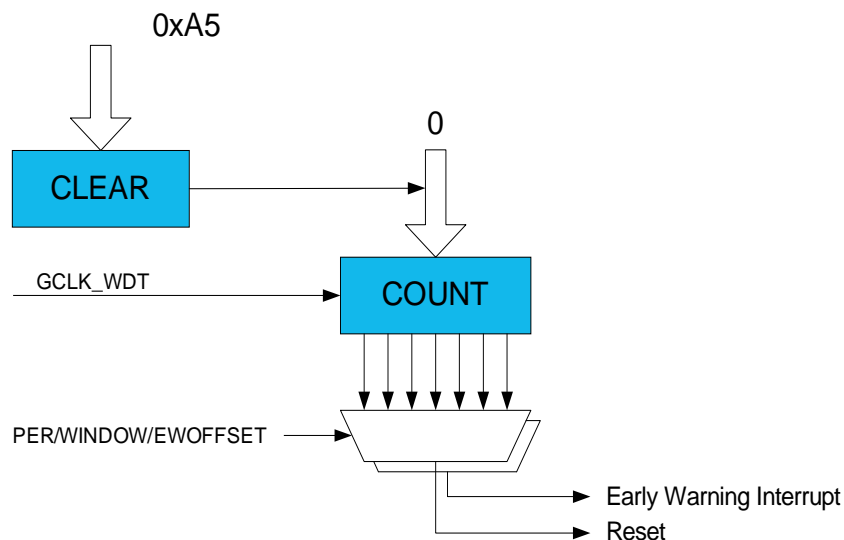 0xA5
0
CLEAR
GCLK_WDT
COUNT
PER/WINDOW/EWOFFSET
Early Warning Interrupt
Reset